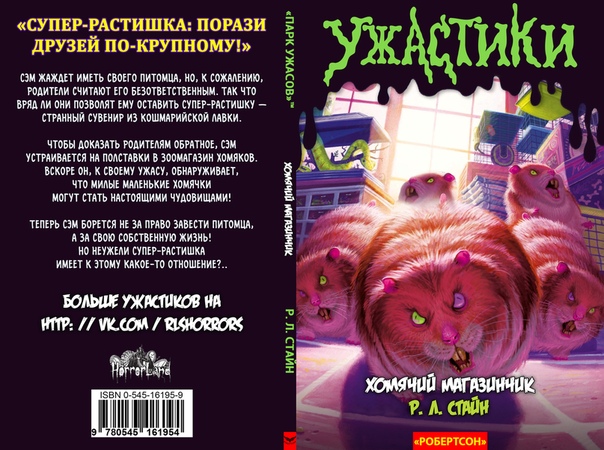 «СУПЕР-РАСТИШКА: ПОРАЗИ
ДРУЗЕЙ ПО-КРУПНОМУ!»
СЭМ ЖАЖДЕТ ИМЕТЬ СВОЕГО ПИТОМЦА, НО, К СОЖАЛЕНИЮ,
РОДИТЕЛИ СЧИТАЮТ ЕГО БЕЗОТВЕТСТВЕННЫМ. ТАК ЧТО
ВРЯД ЛИ ОНИ ПОЗВОЛЯТ ЕМУ ОСТАВИТЬ СУПЕР-РАСТИШКУ —
СТРАННЫЙ СУВЕНИР ИЗ КОШМАРИЙСКОЙ ЛАВКИ.
ЧТОБЫ ДОКАЗАТЬ РОДИТЕЛЯМ ОБРАТНОЕ, СЭМ
УСТРАИВАЕТСЯ НА ПОЛСТАВКИ В ЗООМАГАЗИН ХОМЯКОВ.
ВСКОРЕ ОН, К СВОЕМУ УЖАСУ, ОБНАРУЖИВАЕТ,
ЧТО МИЛЫЕ МАЛЕНЬКИЕ ХОМЯЧКИ
МОГУТ СТАТЬ НАСТОЯЩИМИ ЧУДОВИЩАМИ!
ТЕПЕРЬ СЭМ БОРЕТСЯ НЕ ЗА ПРАВО ЗАВЕСТИ ПИТОМЦА,
А ЗА СВОЮ СОБСТВЕННУЮ ЖИЗНЬ!
НО НЕУЖЕЛИ СУПЕР-РАСТИШКА
ИМЕЕТ К ЭТОМУ КАКОЕ-ТО ОТНОШЕНИЕ?..
БОЛЬШЕ УЖАСТИКОВ НА
HTTP: // VK.COM / RLSHORRORS
HorrorLand
ISBN 0-545-16195-9
9 780545 161954
«ПАРК УЖАСОВ»™
ХОМЯЧИЙ МАГАЗИНЧИК
Р. Л. СТАЙН
УЖАСТИКИ
ХОМЯЧИЙ МАГАЗИНЧИК
Р. Л. СТАЙН
«РОБЕРТСОН»